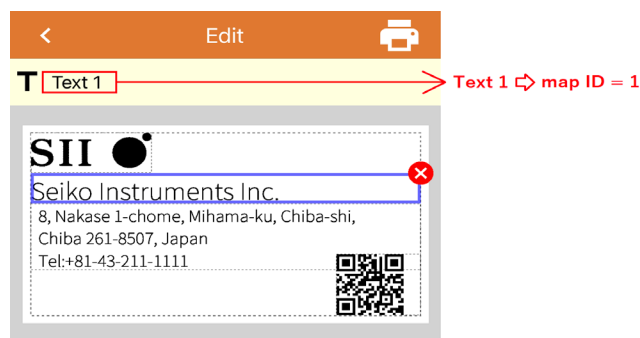 Edit
T Text 1
Text 1 ⇨ map ID = 1
SII
Seiko Instruments Inc.
8, Nakase 1-chome, Mihama-ku, Chiba-shi,
Chiba 261-8507, Japan
Tel:+81-43-211-1111